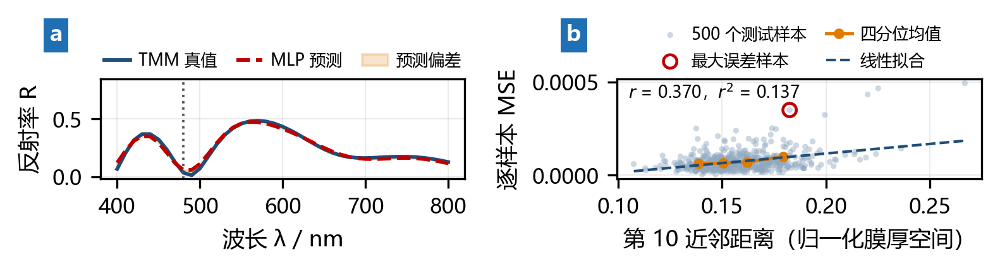 a
TMM 真值
MLP 预测
预测偏差
反射率 R
0.5
0.0
400
500
600
700
800
波长 λ / nm
b
500 个测试样本
四分位均值
最大误差样本
线性拟合
逐样本 MSE
0.0005
0.0000
r = 0.370, r² = 0.137
0.10
0.15
0.20
0.25
第 10 近邻距离（归一化膜厚空间）